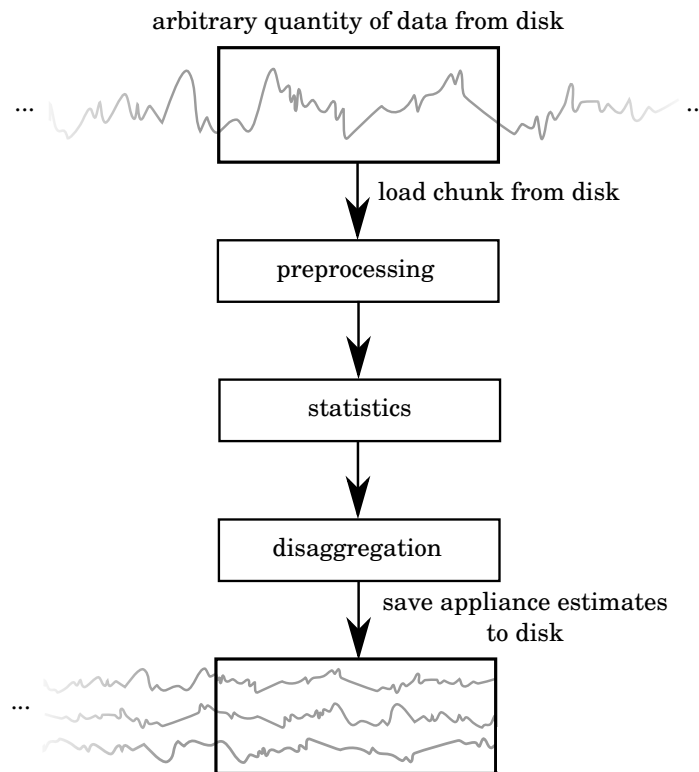 arbitrary quantity of data from disk
... ...
load chunk from disk
preprocessing
statistics
disaggregation
save appliance estimates
to disk
...